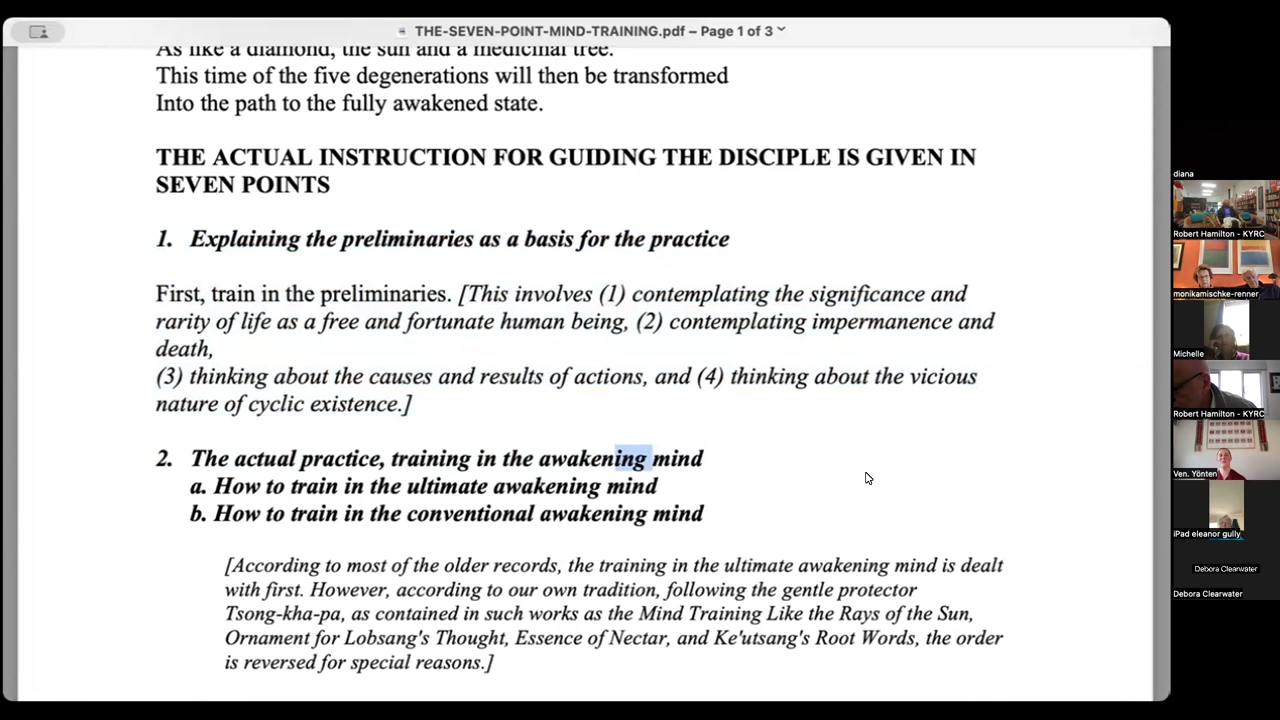 THE-SEVEN-POINT-MIND-TRAINING.pdf – Page 1 of 3
As like a diamond, the sun and a medicinal tree.
This time of the five degenerations will then be transformed
Into the path to the fully awakened state.
THE ACTUAL INSTRUCTION FOR GUIDING THE DISCIPLE IS GIVEN IN
SEVEN POINTS
1. Explaining the preliminaries as a basis for the practice
First, train in the preliminaries. [This involves (1) contemplating the significance and
rarity of life as a free and fortunate human being, (2) contemplating impermanence and
death,
(3) thinking about the causes and results of actions, and (4) thinking about the vicious
nature of cyclic existence.]
2. The actual practice, training in the awakening mind
a. How to train in the ultimate awakening mind
b. How to train in the conventional awakening mind
[According to most of the older records, the training in the ultimate awakening mind is dealt
with first. However, according to our own tradition, following the gentle protector
Tsong-kha-pa, as contained in such works as the Mind Training Like the Rays of the Sun,
Ornament for Lobsang's Thought, Essence of Nectar, and Ke'utsang's Root Words, the order
is reversed for special reasons.]
diana
Robert Hamilton - KYRC
monikamischke-renner
Michelle
Robert Hamilton - KYRC
Ven. Yönten
iPad eleanor gully
Debora Clearwater
Debora Clearwater